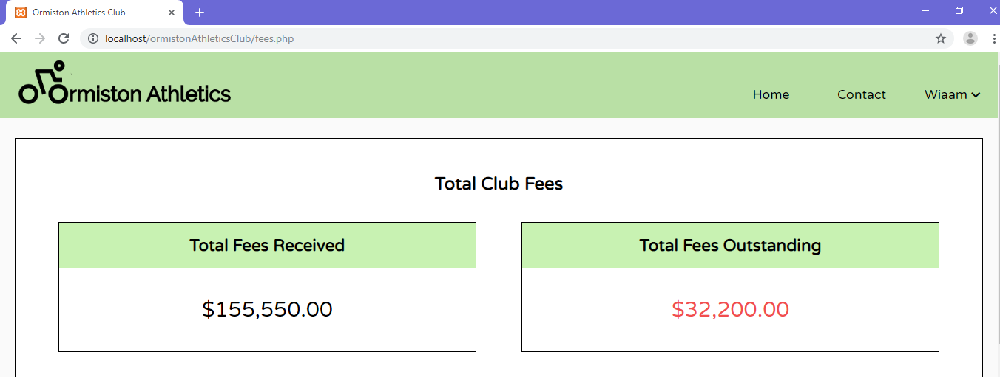 Ormiston Athletics Club
localhost/ormistonAthleticsClub/fees.php
Ormiston Athletics
Home Contact Wiaam
Total Club Fees
Total Fees Received Total Fees Outstanding
$155,550.00 $32,200.00